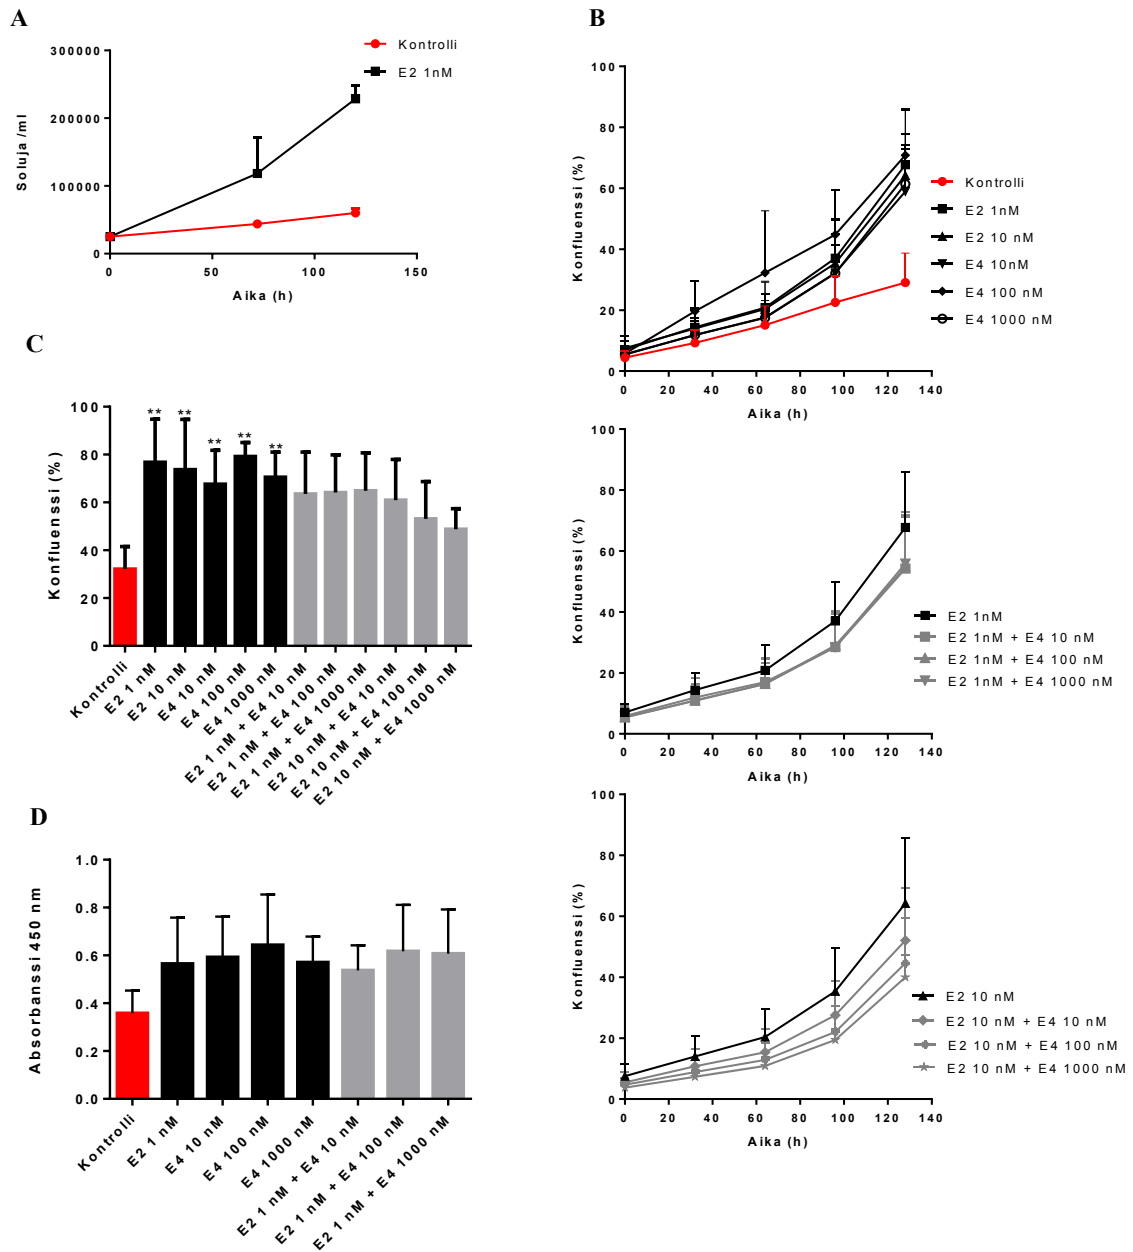 A
300000
200000
100000
0
Soluja /ml
0
50
100
150
Aika (h)
Kontrolli
E2 1nM
B
100
80
60
40
20
0
Konfluenssi (%)
0
20
40
60
80
100
120
140
Aika (h)
Kontrolli
E2 1nM
E2 10 nM
E4 10nM
E4 100 nM
E4 1000 nM
100
80
60
40
20
0
Konfluenssi (%)
0
20
40
60
80
100
120
140
Aika (h)
E2 1nM
E2 1nM + E4 10 nM
E2 1nM + E4 100 nM
E2 1nM + E4 1000 nM
100
80
60
40
20
0
Konfluenssi (%)
0
20
40
60
80
100
120
140
Aika (h)
E2 10 nM
E2 10 nM + E4 10 nM
E2 10 nM + E4 100 nM
E2 10 nM + E4 1000 nM
C
100
80
60
40
20
0
Konfluenssi (%)
**
**
**
**
**
Kontrolli
E2 1 nM
E2 10 nM
E4 10 nM
E4 100 nM
E4 1000 nM
E2 1 nM + E4 10 nM
E2 1 nM + E4 100 nM
E2 1 nM + E4 1000 nM
E2 10 nM + E4 10 nM
E2 10 nM + E4 100 nM
E2 10 nM + E4 1000 nM
D
1.0
0.8
0.6
0.4
0.2
0.0
Absorbanssi 450 nm
Kontrolli
E2 1 nM
E4 10 nM
E4 100 nM
E4 1000 nM
E2 1 nM + E4 10 nM
E2 1 nM + E4 100 nM
E2 1 nM + E4 1000 nM